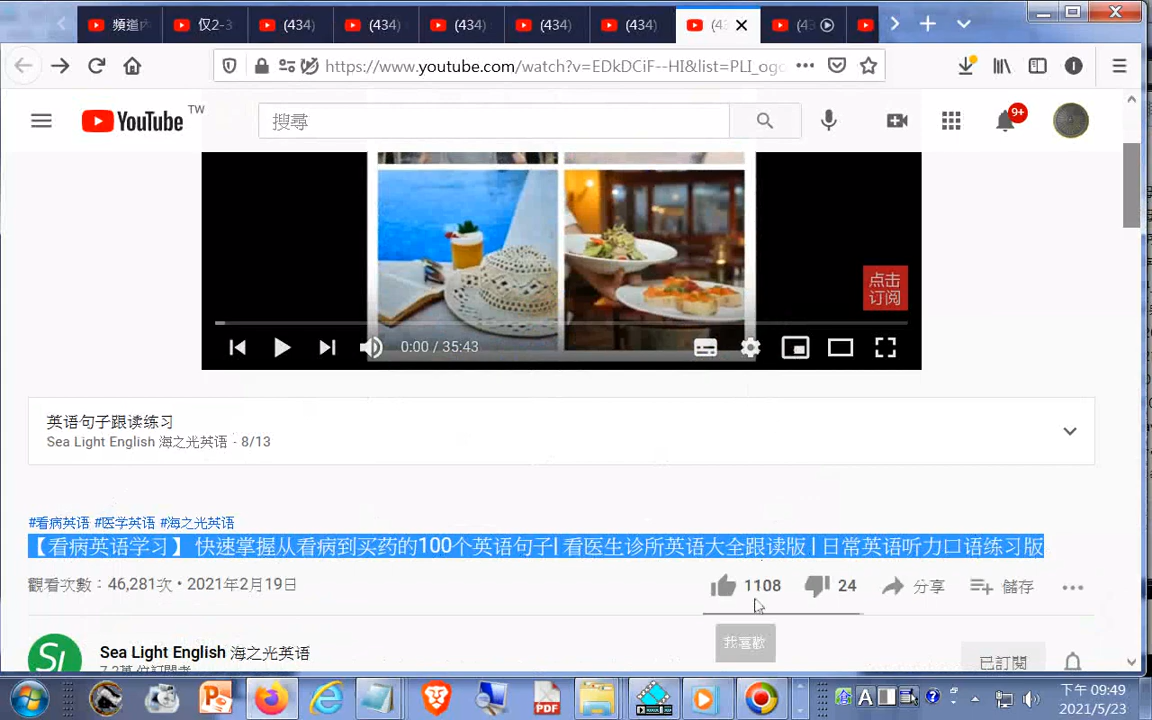 頻道內
仅2-3
(434)
(434)
(434)
(434)
(434)
(43
(43
https://www.youtube.com/watch?v=EDkDCiF--HI&list=PLI_ogo
YouTube TW
搜尋
9+
点击
订阅
0:00 / 35:43
英语句子跟读练习
Sea Light English 海之光英语 - 8/13
#看病英语 #医学英语 #海之光英语
【看病英语学习】 快速掌握从看病到买药的100个英语句子| 看医生诊所英语大全跟读版 | 日常英语听力口语练习版
觀看次數：46,281次 • 2021年2月19日
1108
24
分享
儲存
我喜歡
Sea Light English 海之光英语
已訂閱
PDF
下午 09:49
2021/5/23